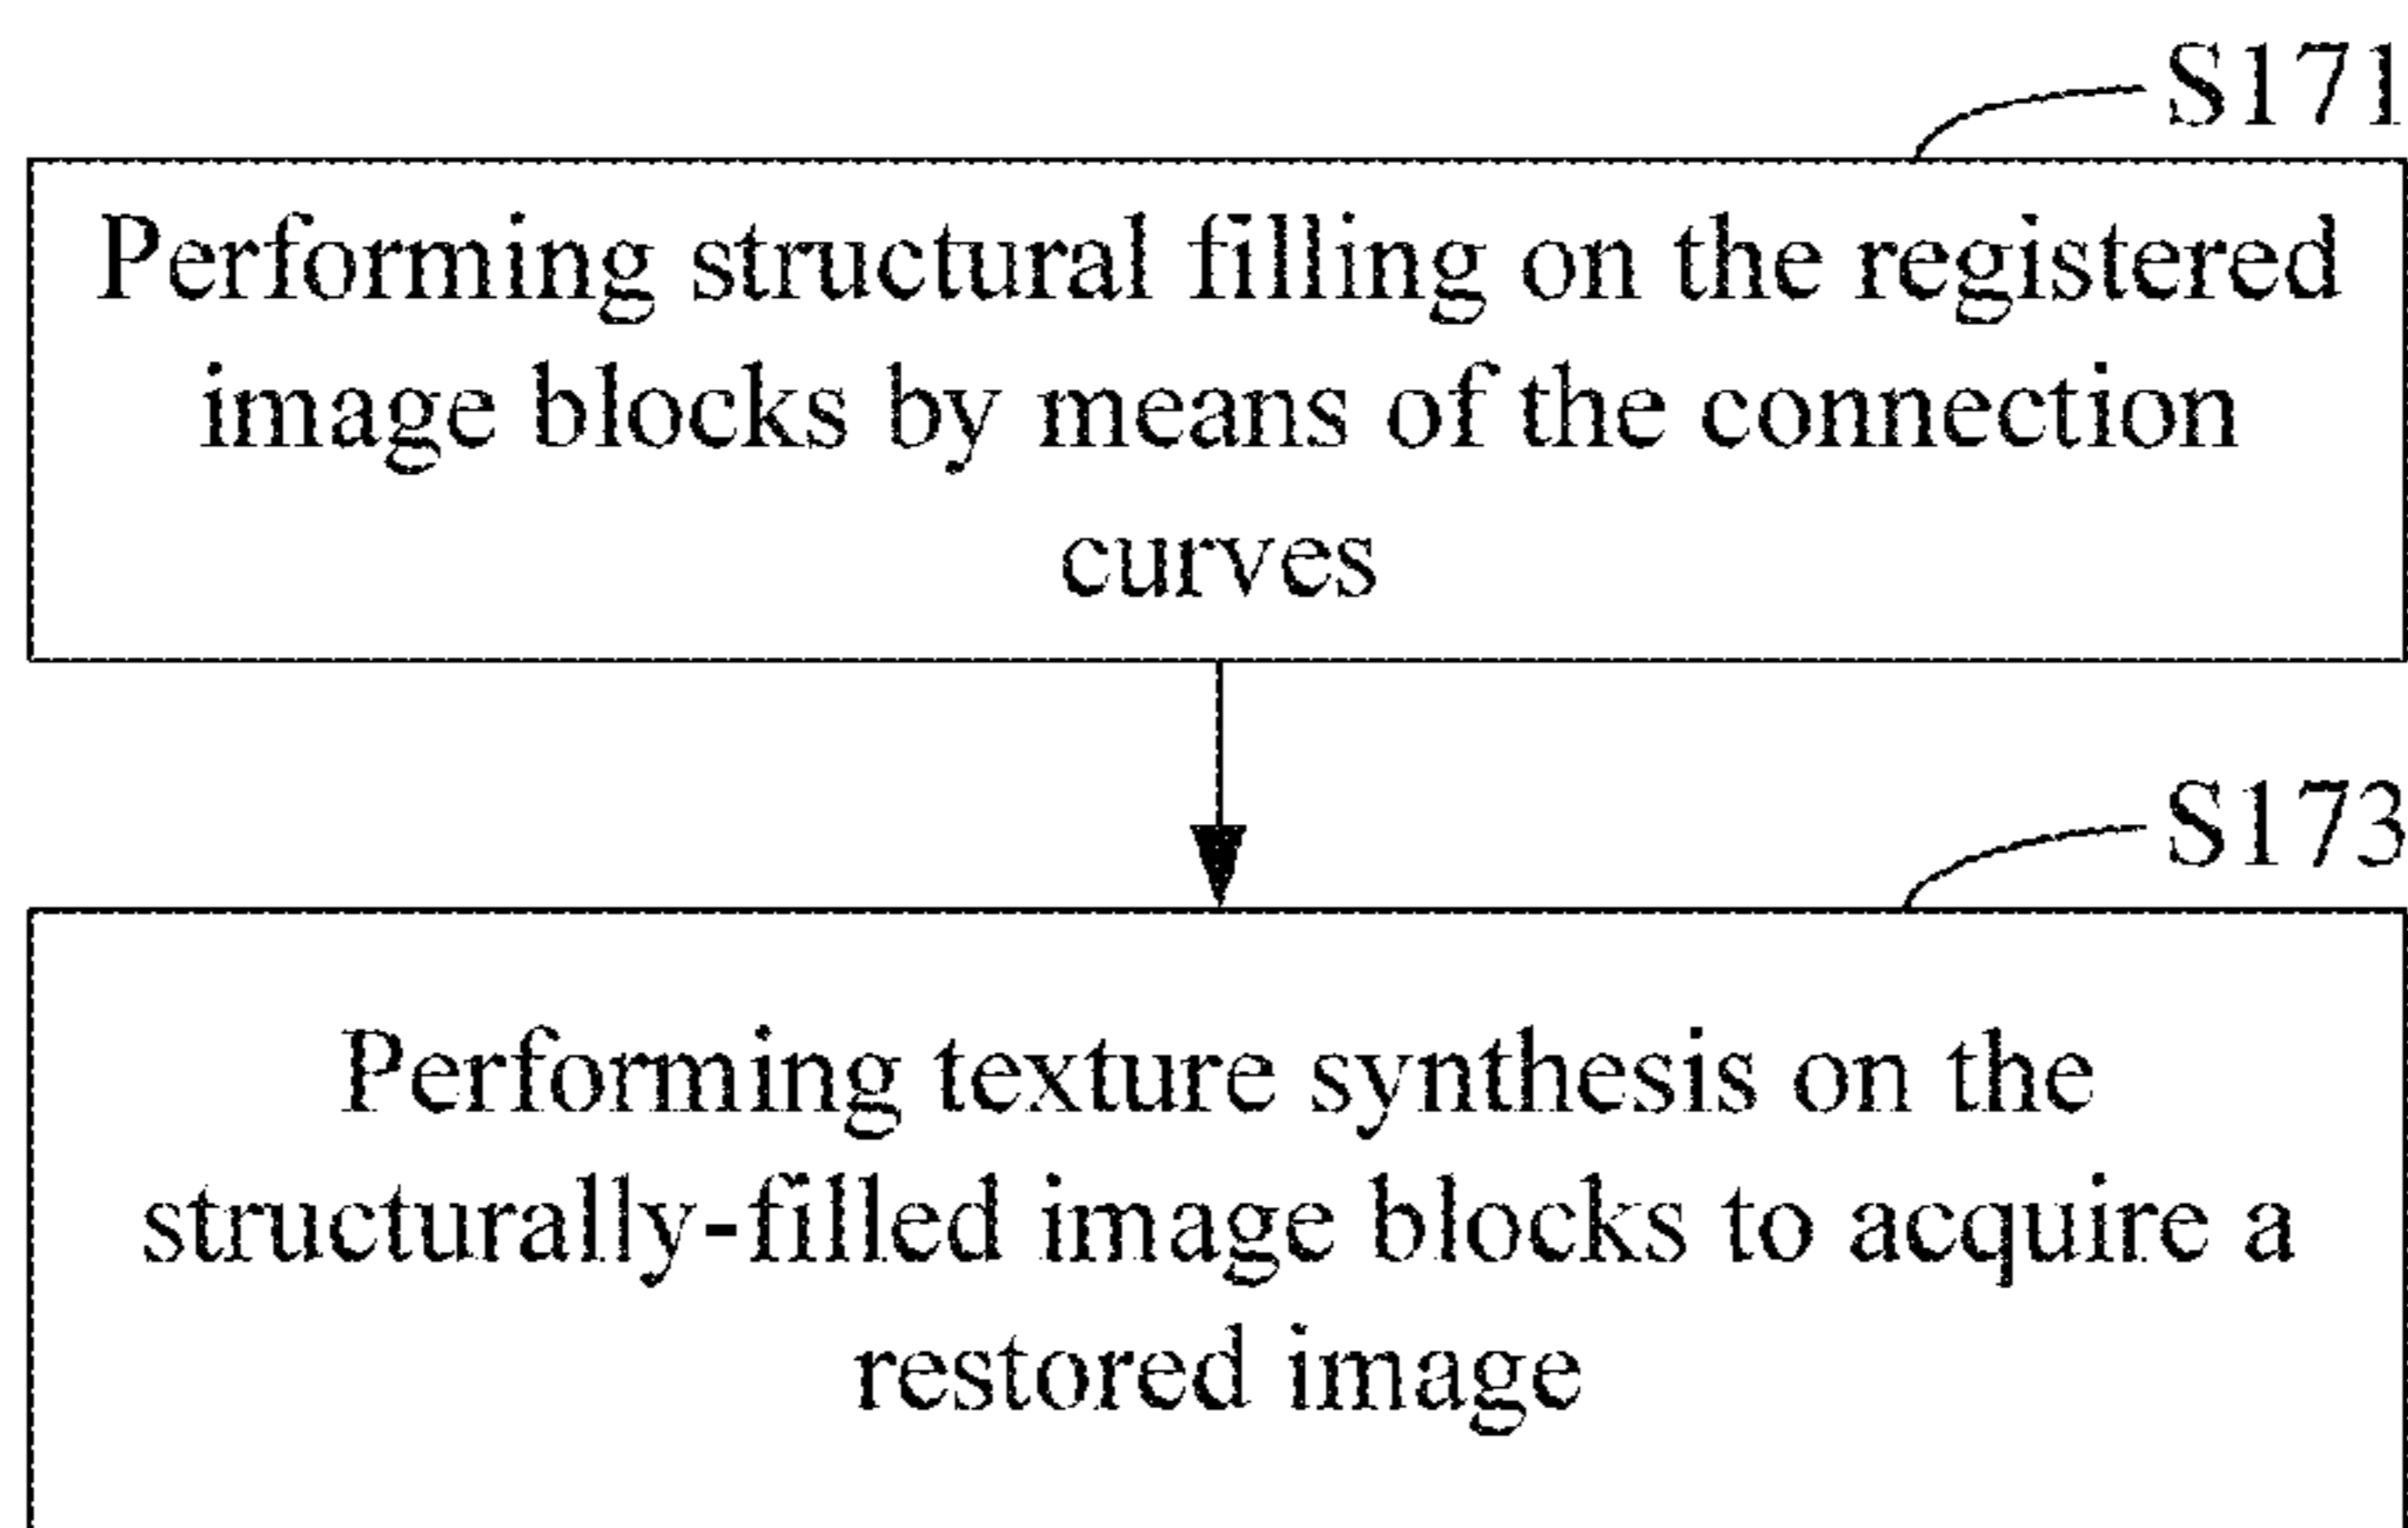 S171
Performing structural filling on the registered
image blocks by means of the connection
curves
S173
Performing texture synthesis on the
structurally-filled image blocks to acquire a
restored image